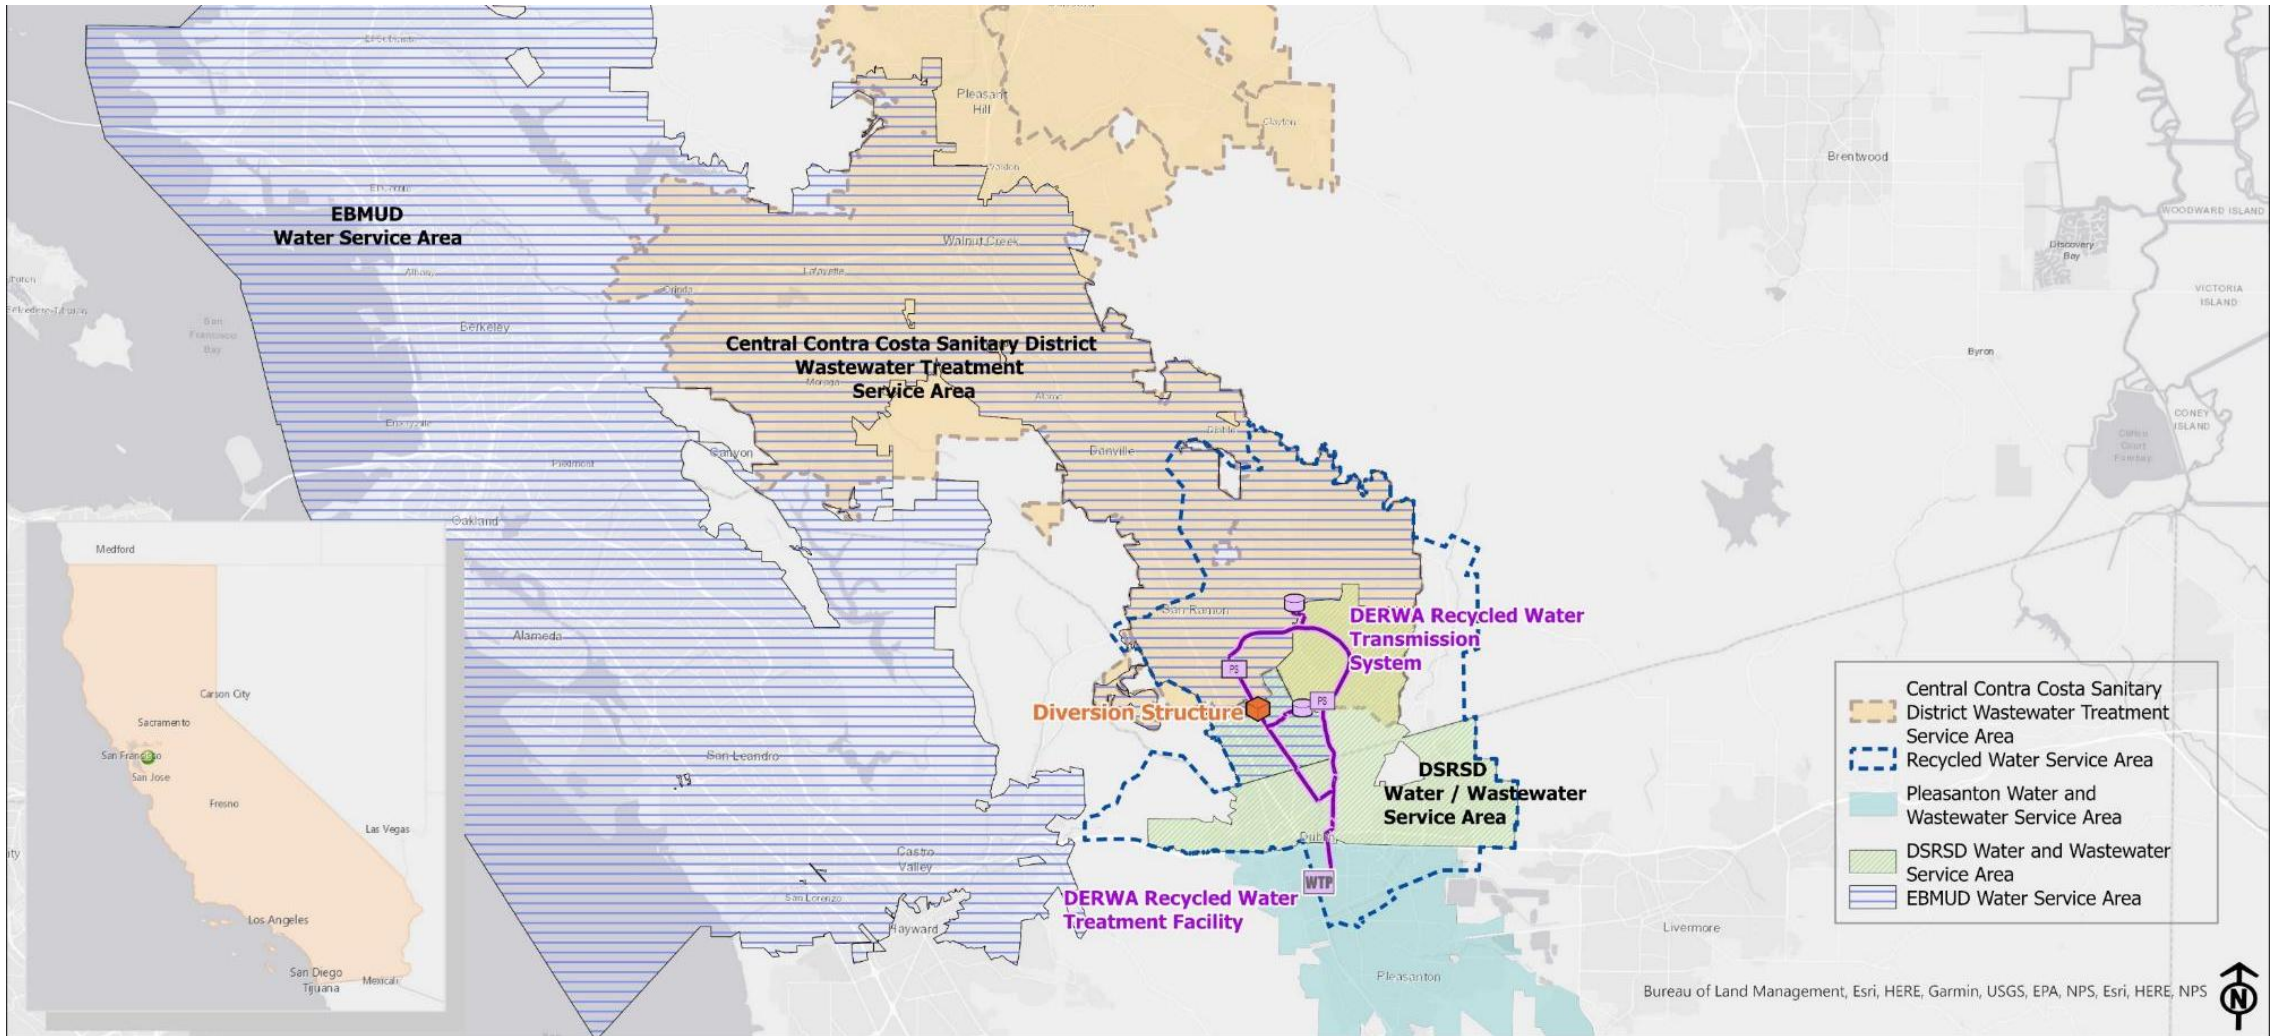 Pleasant
Hill
Clayton
Brentwood
WOODWARD ISLAND
EBMUD
Water Service Area
Walnut Creek
Discovery
Bay
Albany
Lafayette
Orinda
VICTORIA
ISLAND
San
Francisco
Bay
Berkeley
Central Contra Costa Sanitary District
Wastewater Treatment
Service Area
Moraga
Alamo
Byron
CONEY
ISLAND
Emeryville
Diablo
Danville
Canyon
Piedmont
Clifton
Court
Forebay
Oakland
Medford
San Ramon
DERWA Recycled Water
Transmission
System
Alameda
PS
PS
Diversion Structure
Carson City
Sacramento
San Francisco
San Jose
Fresno
Las Vegas
Los Angeles
San Diego
Tijuana
Mexicali
San Leandro
DSRSD
Water / Wastewater
Service Area
Dublin
Castro
Valley
San Lorenzo
Hayward
WTP
DERWA Recycled Water
Treatment Facility
Livermore
Pleasanton
Central Contra Costa Sanitary
District Wastewater Treatment
Service Area
Recycled Water Service Area
Pleasanton Water and
Wastewater Service Area
DSRSD Water and Wastewater
Service Area
EBMUD Water Service Area
Bureau of Land Management, Esri, HERE, Garmin, USGS, EPA, NPS, Esri, HERE, NPS
N